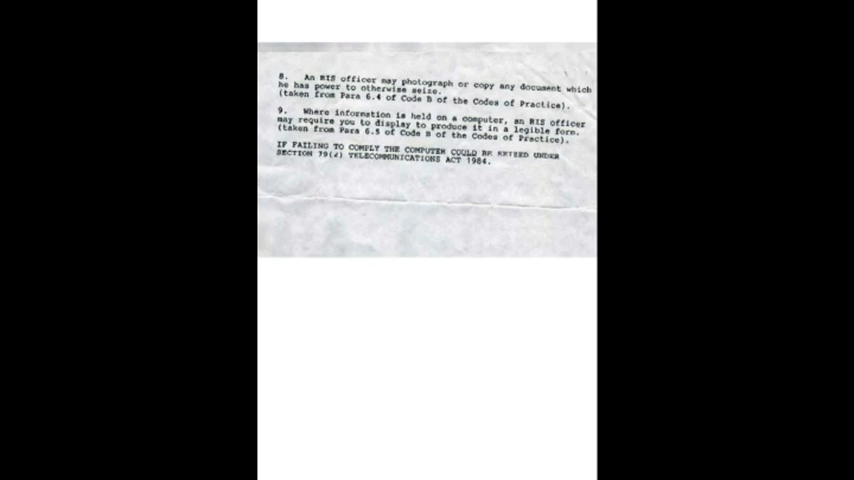 8. An RIS officer may photograph or copy any document which
he has power to otherwise seize.
(taken from Para 6.4 of Code B of the Codes of Practice).
9. Where information is held on a computer, an RIS officer
may require you to display to produce it in a legible form.
(taken from Para 6.5 of Code B of the Codes of Practice).
IF FAILING TO COMPLY THE COMPUTER COULD BE SEIZED UNDER
SECTION 79(2) TELECOMMUNICATIONS ACT 1984.